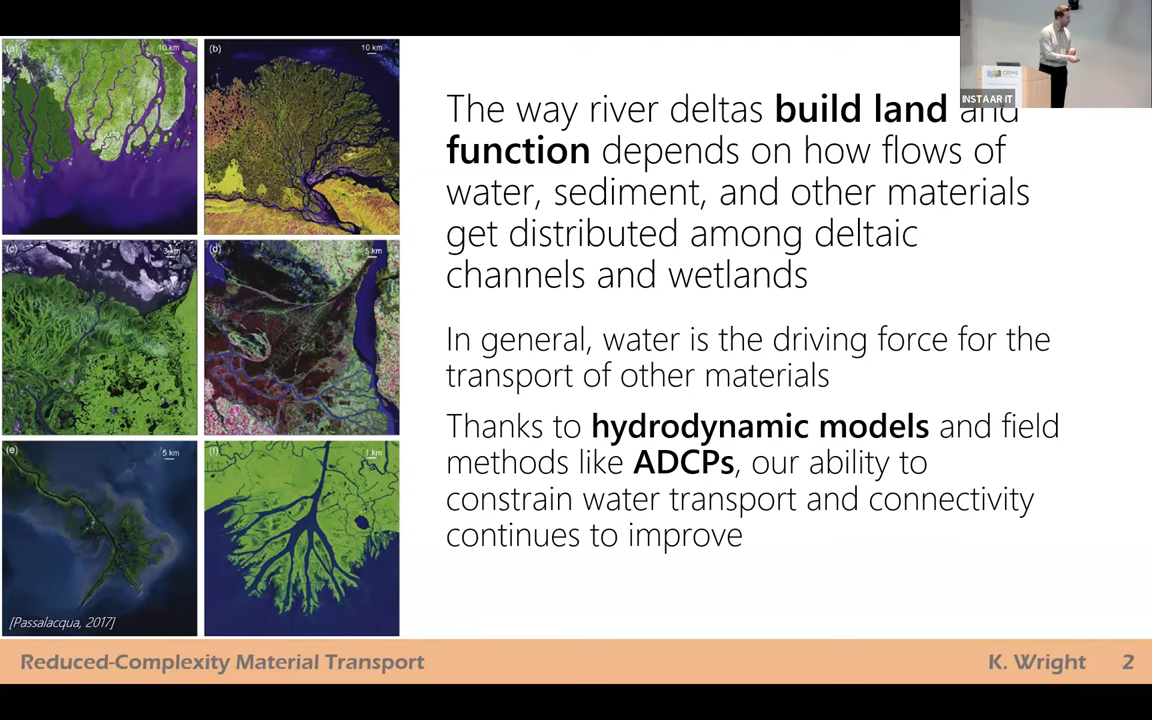 (a)
10 km
(b)
10 km
(c)
(d)
5 km
(e)
5 km
(f)
1 km
[Passalacqua, 2017]
INSTAAR IT
The way river deltas build land and
function depends on how flows of
water, sediment, and other materials
get distributed among deltaic
channels and wetlands
In general, water is the driving force for the
transport of other materials
Thanks to hydrodynamic models and field
methods like ADCPs, our ability to
constrain water transport and connectivity
continues to improve
Reduced-Complexity Material Transport
K. Wright
2